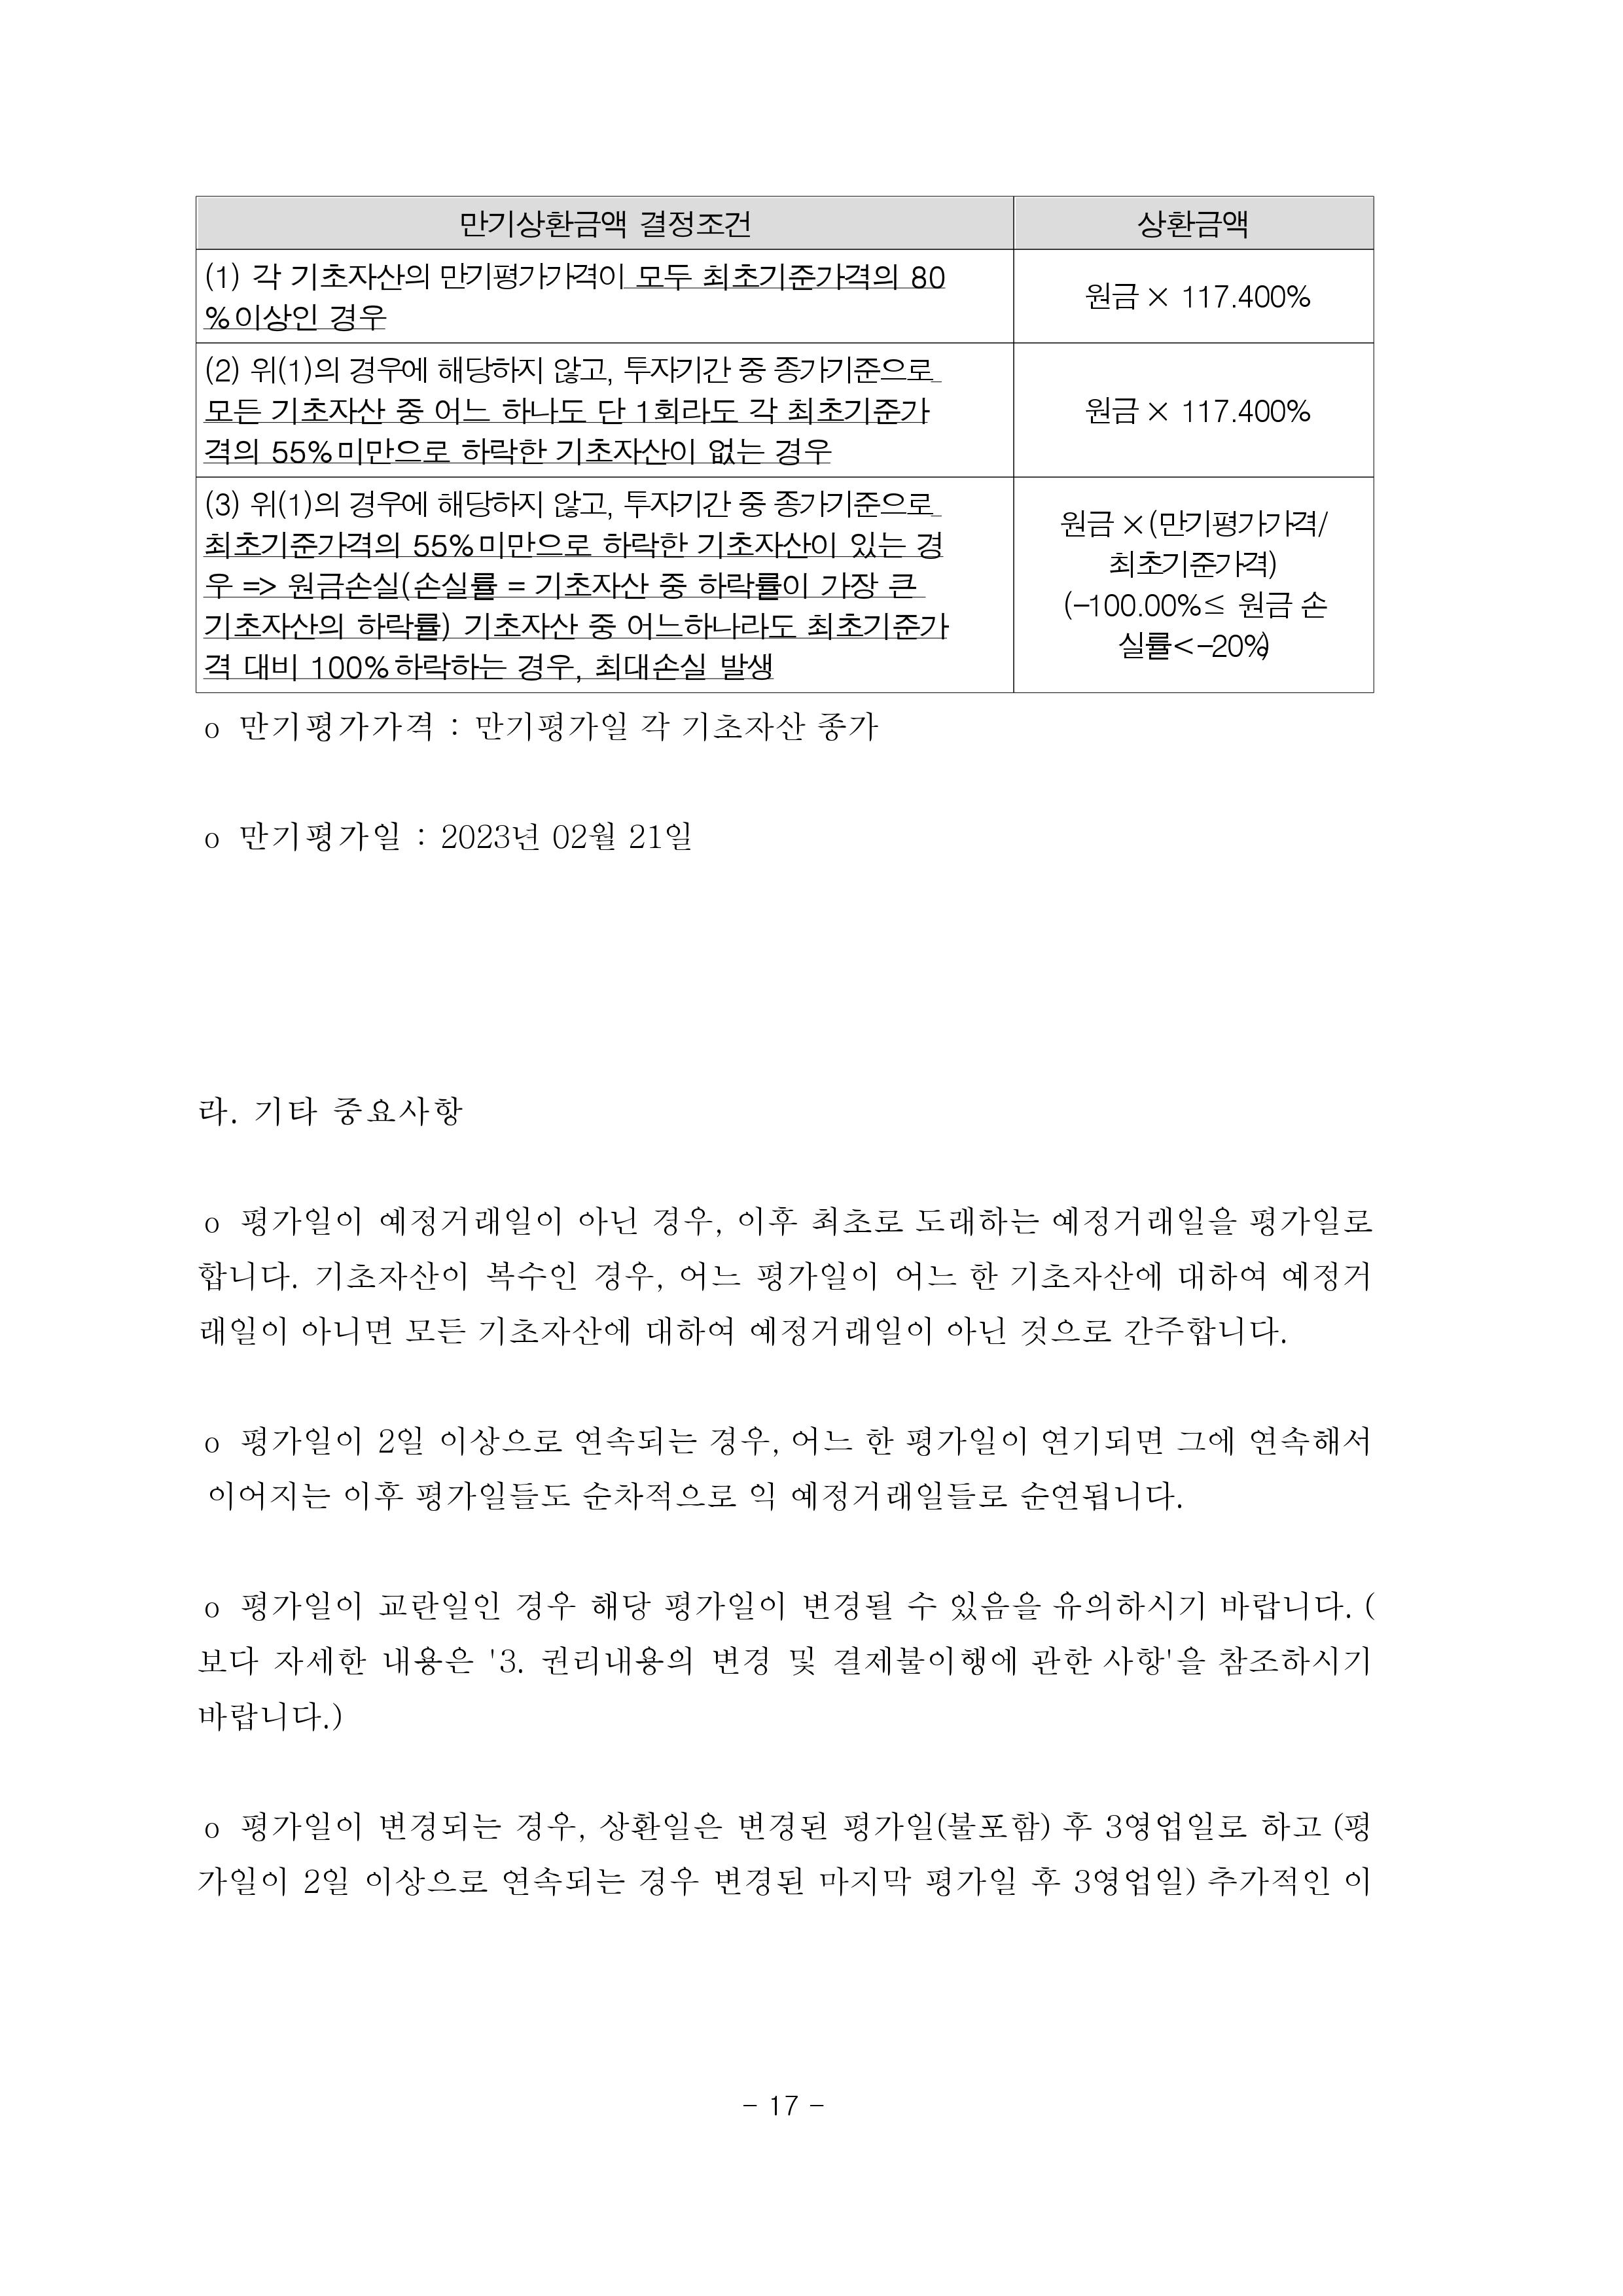 만기상환금액 결정조건
상환금액
(1) 각 기초자산의 만기평가가격이 모두 최초기준가격의 80
%이상인 경우
원금 × 117.400%
(2) 위(1)의 경우에 해당하지 않고, 투자기간 중 종가기준으로
모든 기초자산 중 어느 하나도 단 1회라도 각 최초기준가
격의 55%미만으로 하락한 기초자산이 없는 경우
원금 × 117.400%
(3) 위(1)의 경우에 해당하지 않고, 투자기간 중 종가기준으로
최초기준가격의 55%미만으로 하락한 기초자산이 있는 경
우 => 원금손실(손실률 = 기초자산 중 하락률이 가장 큰
기초자산의 하락률) 기초자산 중 어느하나라도 최초기준가
격 대비 100%하락하는 경우, 최대손실 발생
원금 ×(만기평가가격/
최초기준가격)
(-100.00%≤ 원금 손
실률<-20%)
o 만기평가가격 : 만기평가일 각 기초자산 종가
o 만기평가일 : 2023년 02월 21일
라. 기타 중요사항
o 평가일이 예정거래일이 아닌 경우, 이후 최초로 도래하는 예정거래일을 평가일로
합니다. 기초자산이 복수인 경우, 어느 평가일이 어느 한 기초자산에 대하여 예정거
래일이 아니면 모든 기초자산에 대하여 예정거래일이 아닌 것으로 간주합니다.
o 평가일이 2일 이상으로 연속되는 경우, 어느 한 평가일이 연기되면 그에 연속해서
이어지는 이후 평가일들도 순차적으로 익 예정거래일들로 순연됩니다.
o 평가일이 교란일인 경우 해당 평가일이 변경될 수 있음을 유의하시기 바랍니다. (
보다 자세한 내용은 '3. 권리내용의 변경 및 결제불이행에 관한 사항'을 참조하시기
바랍니다.)
o 평가일이 변경되는 경우, 상환일은 변경된 평가일(불포함) 후 3영업일로 하고 (평
가일이 2일 이상으로 연속되는 경우 변경된 마지막 평가일 후 3영업일) 추가적인 이
- 17 -